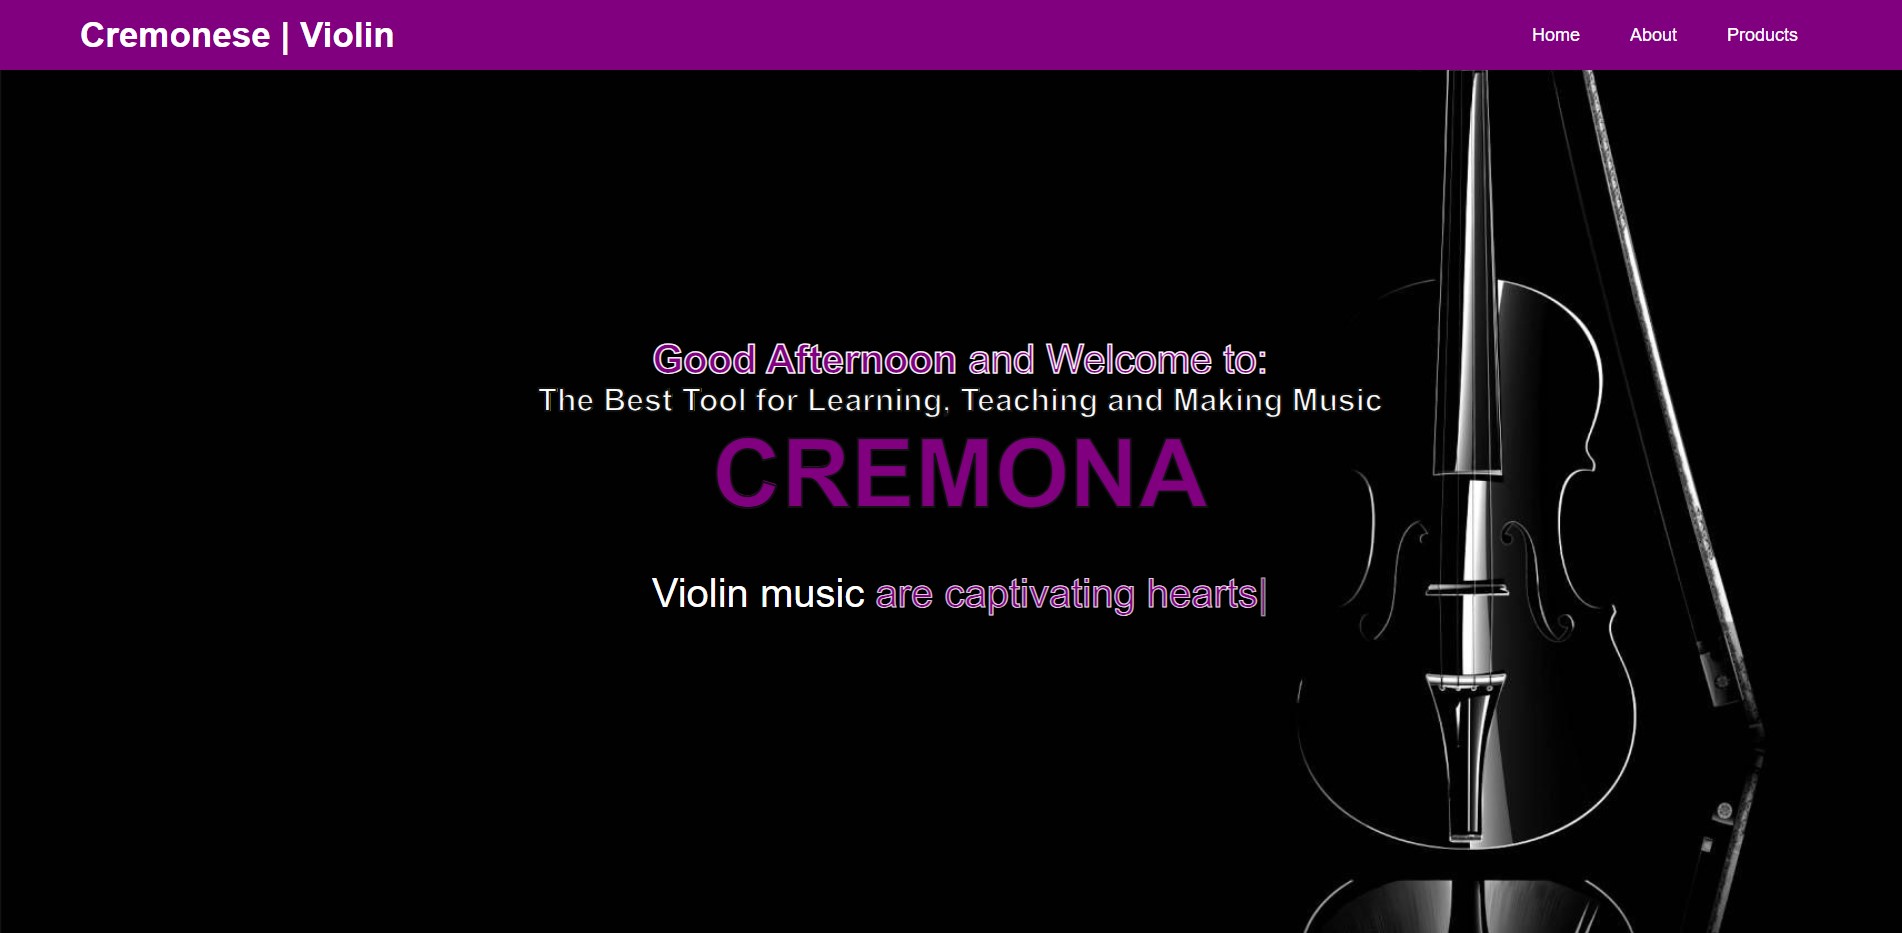 Cremonese | Violin
Home About Products
Good Afternoon and Welcome to:
The Best Tool for Learning, Teaching and Making Music
CREMONA
Violin music are captivating hearts|